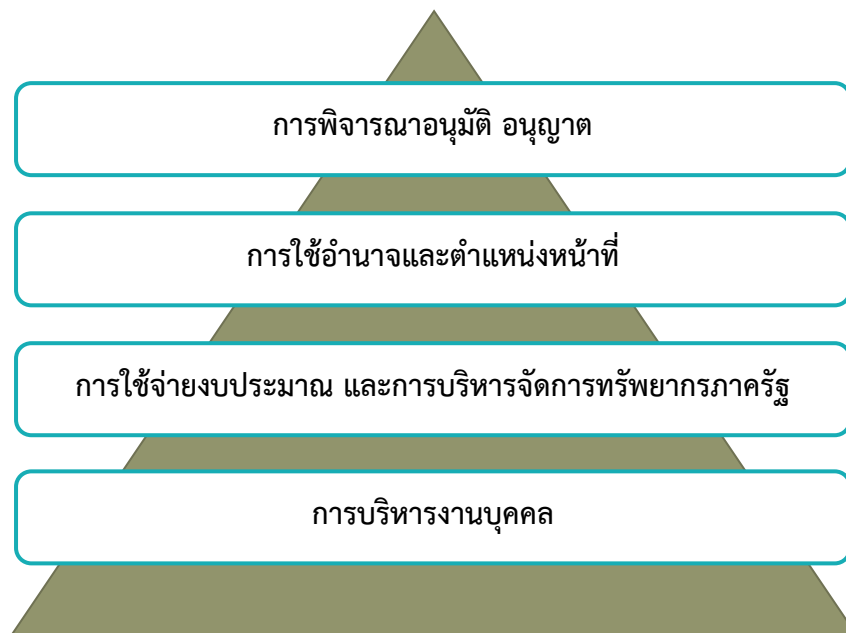 การพิจารณาอนุมัติ อนุญาต
การใช้อำนาจและตำแหน่งหน้าที่
การใช้จ่ายงบประมาณ และการบริหารจัดการทรัพยากรภาครัฐ
การบริหารงานบุคคล